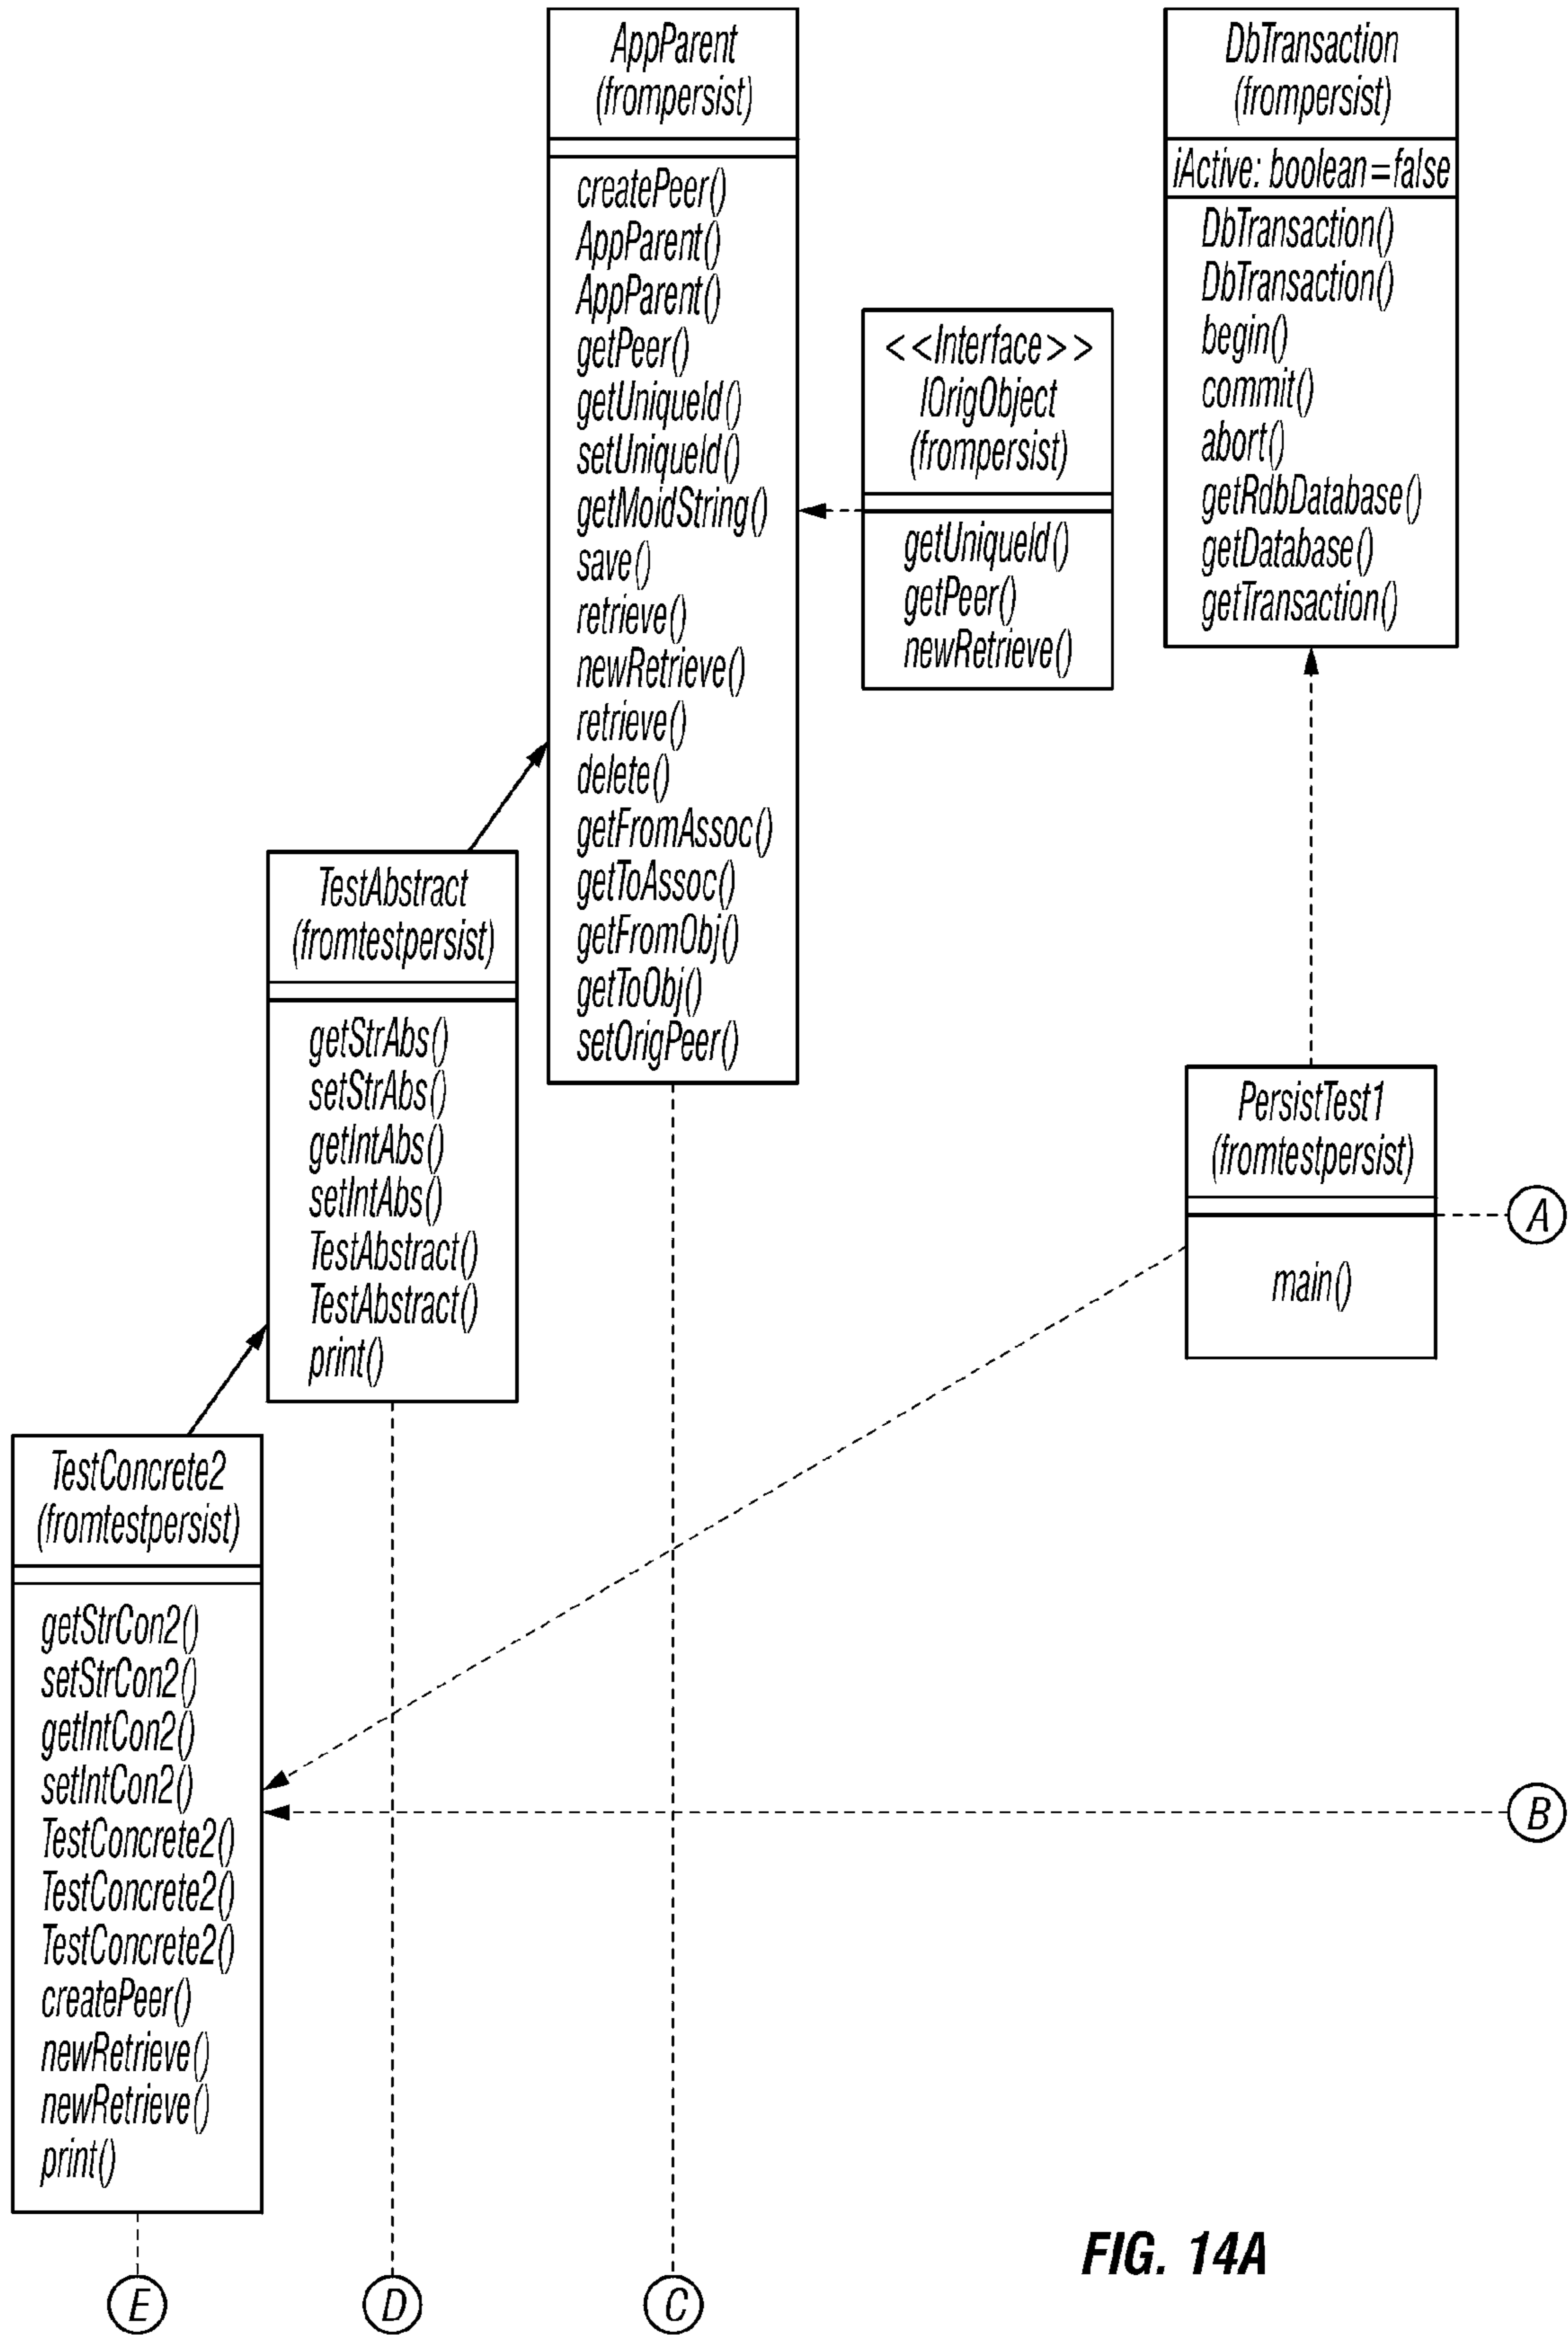 AppParent
(frompersist)
createPeer()
AppParent()
AppParent()
getPeer()
getUniqueId()
setUniqueId()
getMoidString()
save()
retrieve()
newRetrieve()
retrieve()
delete()
getFromAssoc()
getToAssoc()
getFromObj()
getToObj()
setOrigPeer()
<<Interface>>
IOrigObject
(frompersist)
getUniqueId()
getPeer()
newRetrieve()
DbTransaction
(frompersist)
iActive: boolean=false
DbTransaction()
DbTransaction()
begin()
commit()
abort()
getRdbDatabase()
getDatabase()
getTransaction()
TestAbstract
(fromtestpersist)
getStrAbs()
setStrAbs()
getIntAbs()
setIntAbs()
TestAbstract()
TestAbstract()
print()
PersistTest1
(fromtestpersist)
main()
A
TestConcrete2
(fromtestpersist)
getStrCon2()
setStrCon2()
getIntCon2()
setIntCon2()
TestConcrete2()
TestConcrete2()
TestConcrete2()
createPeer()
newRetrieve()
newRetrieve()
print()
B
E
D
C
FIG. 14A